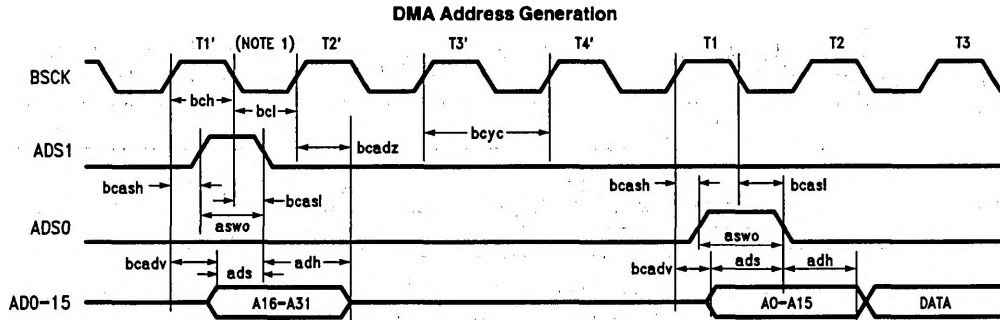 DMA Address Generation
T1' (NOTE 1) T2' T3' T4' T1 T2 T3
BSCK
bch bcl bcyc
ADS1
bcadz
bcash bcasl bcash bcasl
ADS0
aswo aswo
bcadv ads adh bcadv ads adh
AD0-15 A16-A31 A0-A15 DATA